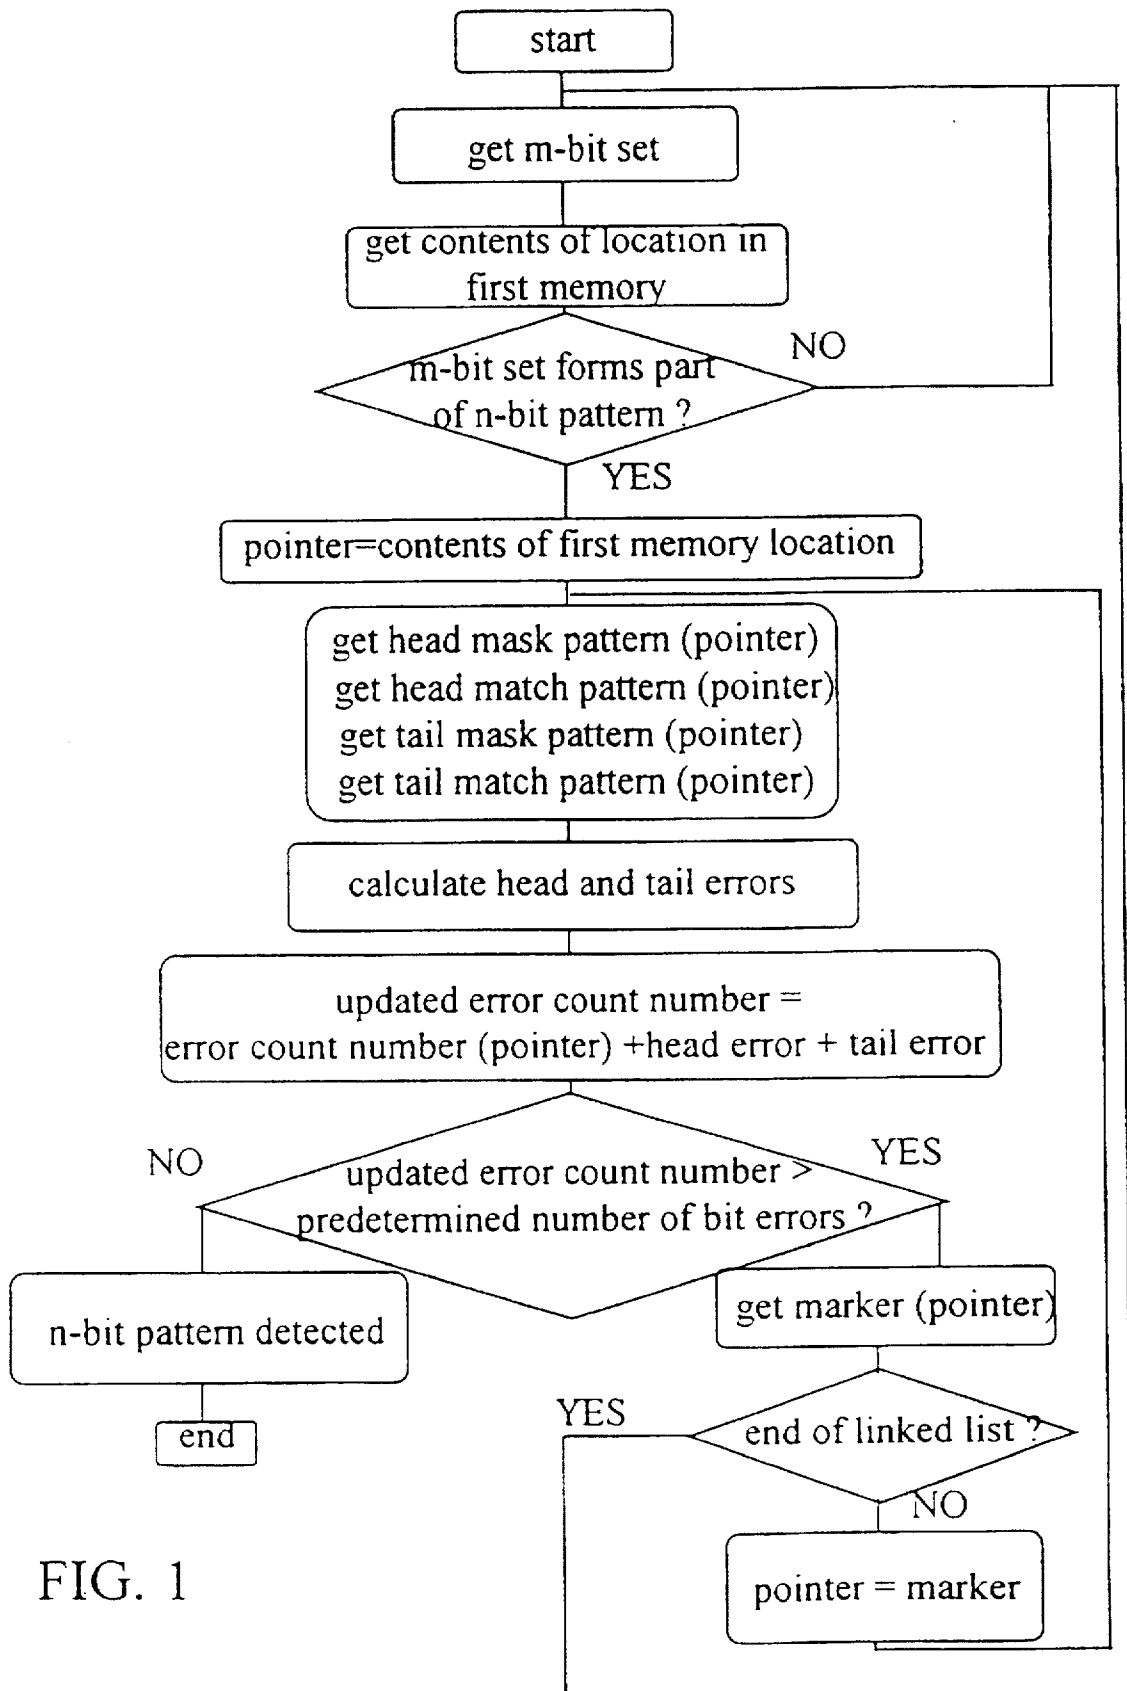 start
get m-bit set
get contents of location in
first memory
NO
m-bit set forms part
of n-bit pattern ?
YES
pointer=contents of first memory location
get head mask pattern (pointer)
get head match pattern (pointer)
get tail mask pattern (pointer)
get tail match pattern (pointer)
calculate head and tail errors
updated error count number =
error count number (pointer) +head error + tail error
NO
YES
updated error count number >
predetermined number of bit errors ?
n-bit pattern detected
get marker (pointer)
end
YES
end of linked list ?
NO
pointer = marker
FIG. 1